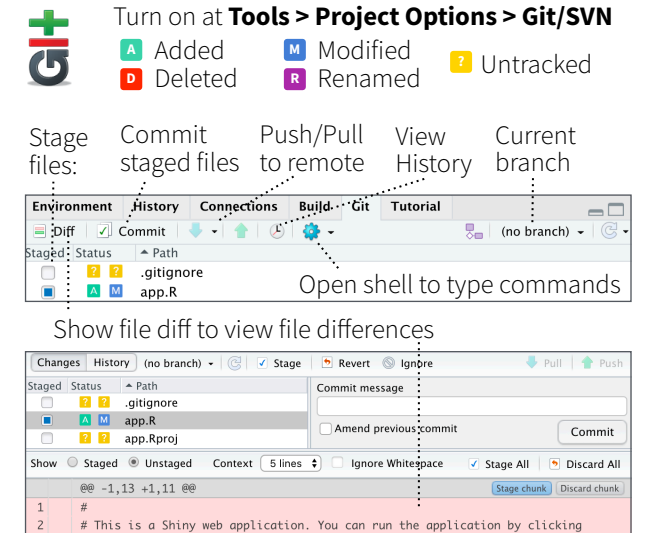 git
Turn on at Tools > Project Options > Git/SVN
A Added
M Modified
? Untracked
D Deleted
R Renamed
Stage files:
Commit staged files
Push/Pull to remote
View History
Current branch
Environment History Connections Build Git Tutorial
Diff Commit (no branch)
Staged Status Path
? ? .gitignore
A M app.R
Open shell to type commands
Show file diff to view file differences
Changes History (no branch) Stage Revert Ignore Pull Push
Staged Status Path Commit message
? ? .gitignore
A M app.R
? ? app.Rproj
Amend previous commit Commit
Show Staged Unstaged Context 5 lines Ignore Whitespace Stage All Discard All
@@ -1,13 +1,11 @@ Stage chunk Discard chunk
1 #
2 # This is a Shiny web application. You can run the application by clicking